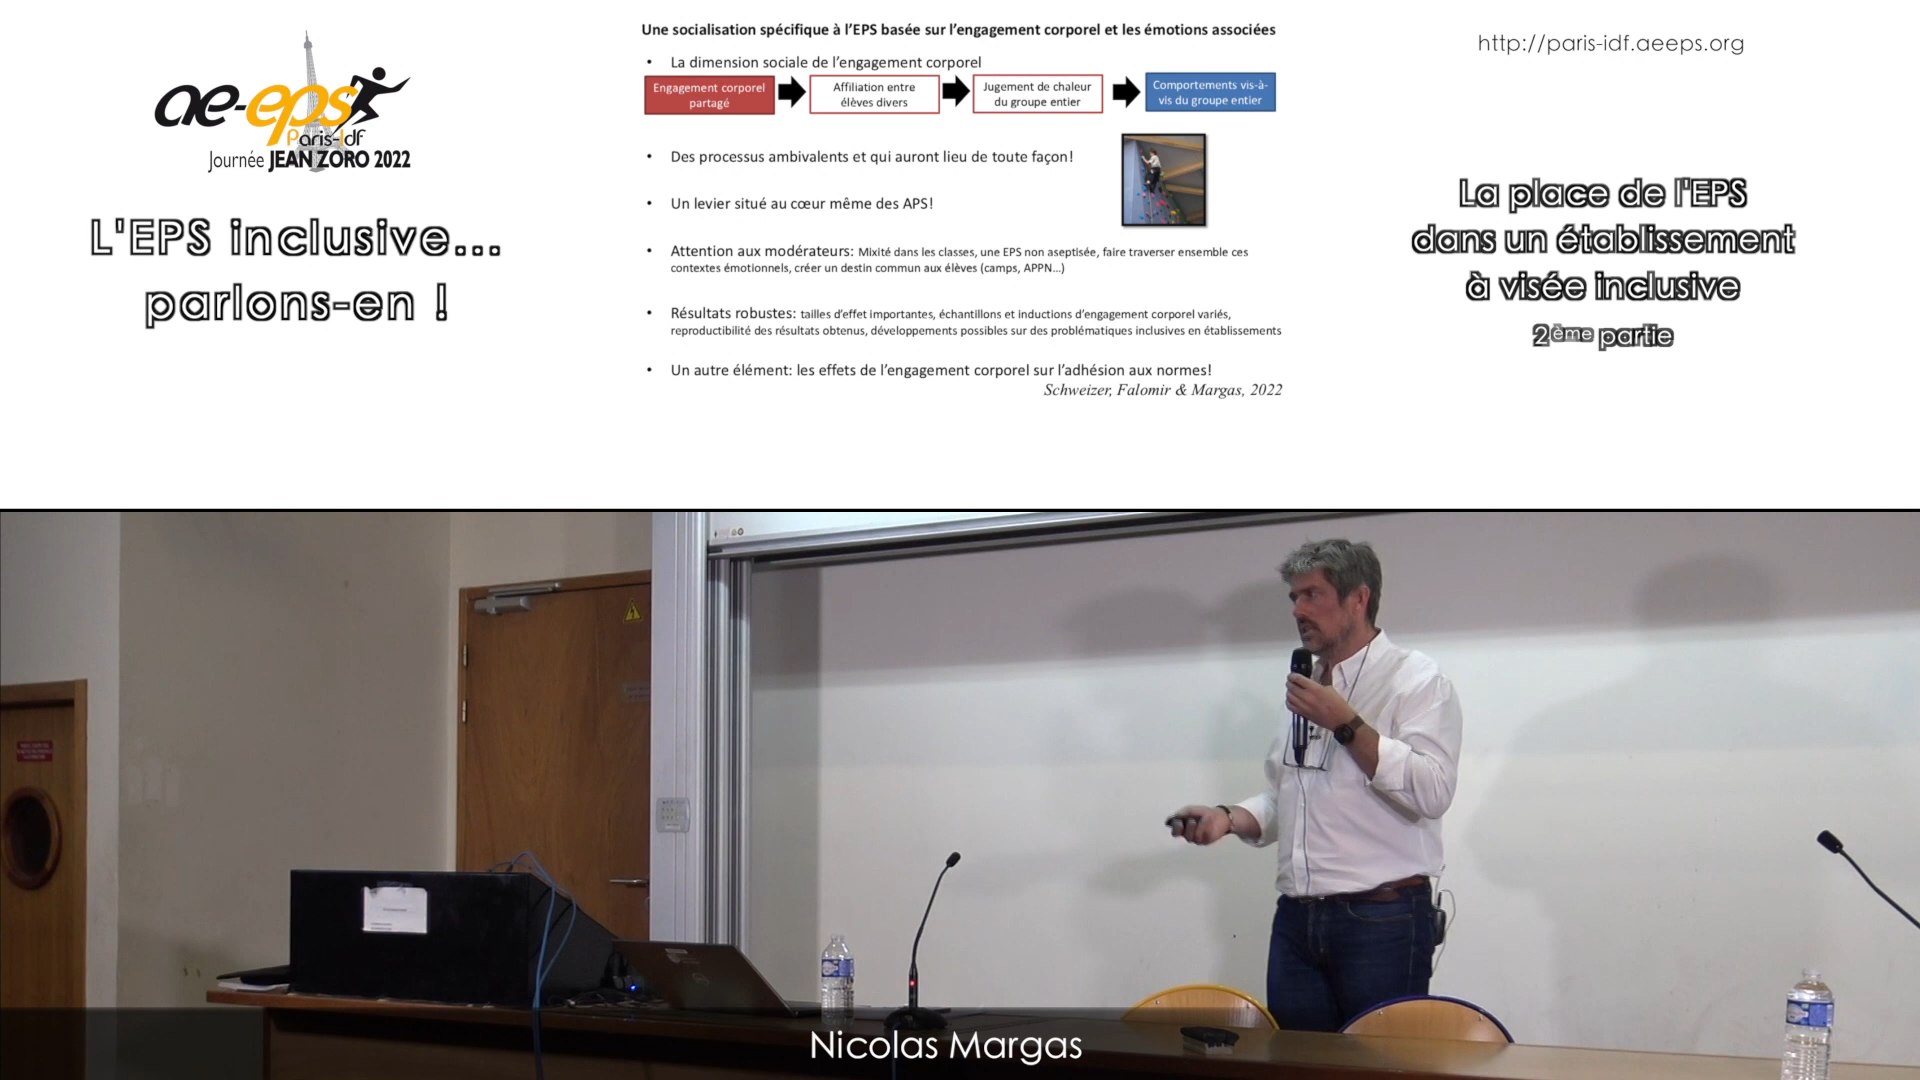 ae-eps
Paris-Idf
Journée JEAN ZORO 2022
L'EPS inclusive...
parlons-en !
Une socialisation spécifique à l'EPS basée sur l'engagement corporel et les émotions associées
• La dimension sociale de l'engagement corporel
Engagement corporel
partagé
Affiliation entre
élèves divers
Jugement de chaleur
du groupe entier
Comportements vis-à-
vis du groupe entier
• Des processus ambivalents et qui auront lieu de toute façon!
• Un levier situé au cœur même des APS!
• Attention aux modérateurs: Mixité dans les classes, une EPS non aseptisée, faire traverser ensemble ces
contextes émotionnels, créer un destin commun aux élèves (camps, APPN...)
• Résultats robustes: tailles d'effet importantes, échantillons et inductions d'engagement corporel variés,
reproductibilité des résultats obtenus, développements possibles sur des problématiques inclusives en établissements
• Un autre élément: les effets de l'engagement corporel sur l'adhésion aux normes!
Schweizer, Falomir & Margas, 2022
http://paris-idf.aeeps.org
La place de l'EPS
dans un établissement
à visée inclusive
2ème partie
Nicolas Margas